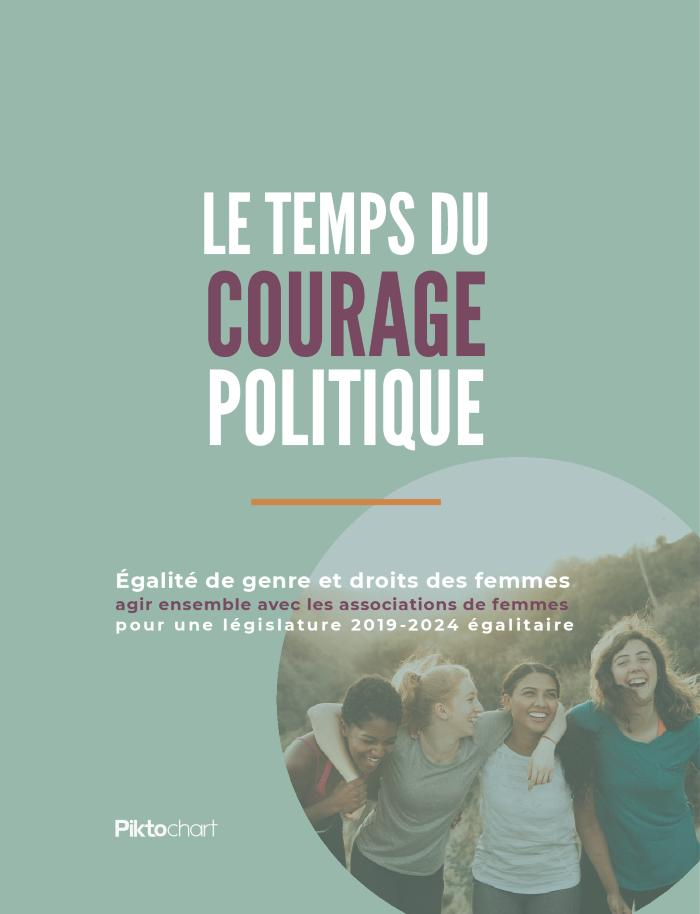 LE TEMPS DU
COURAGE
POLITIQUE
Égalité de genre et droits des femmes
agir ensemble avec les associations de femmes
pour une législature 2019-2024 égalitaire
Piktochart